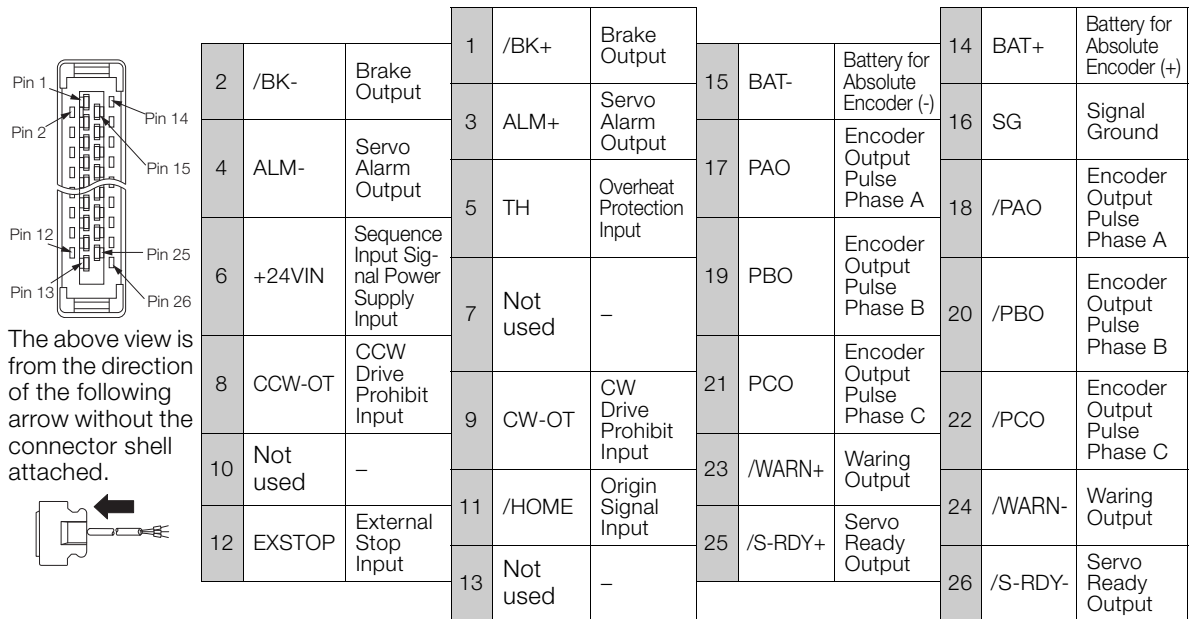 Pin 1
Pin 2
Pin 14
Pin 15
Pin 12
Pin 13
Pin 25
Pin 26
The above view is
from the direction
of the following
arrow without the
connector shell
attached.
2 /BK- Brake
Output
4 ALM- Servo
Alarm
Output
6 +24VIN Sequence
Input Sig-
nal Power
Supply
Input
8 CCW-OT CCW
Drive
Prohibit
Input
10 Not
used –
12 EXSTOP External
Stop
Input
1 /BK+ Brake
Output
3 ALM+ Servo
Alarm
Output
5 TH Overheat
Protection
Input
7 Not
used –
9 CW-OT CW
Drive
Prohibit
Input
11 /HOME Origin
Signal
Input
13 Not
used –
15 BAT- Battery for
Absolute
Encoder (-)
17 PAO Encoder
Output
Pulse
Phase A
19 PBO Encoder
Output
Pulse
Phase B
21 PCO Encoder
Output
Pulse
Phase C
23 /WARN+ Waring
Output
25 /S-RDY+ Servo
Ready
Output
14 BAT+ Battery for
Absolute
Encoder (+)
16 SG Signal
Ground
18 /PAO Encoder
Output
Pulse
Phase A
20 /PBO Encoder
Output
Pulse
Phase B
22 /PCO Encoder
Output
Pulse
Phase C
24 /WARN- Waring
Output
26 /S-RDY- Servo
Ready
Output